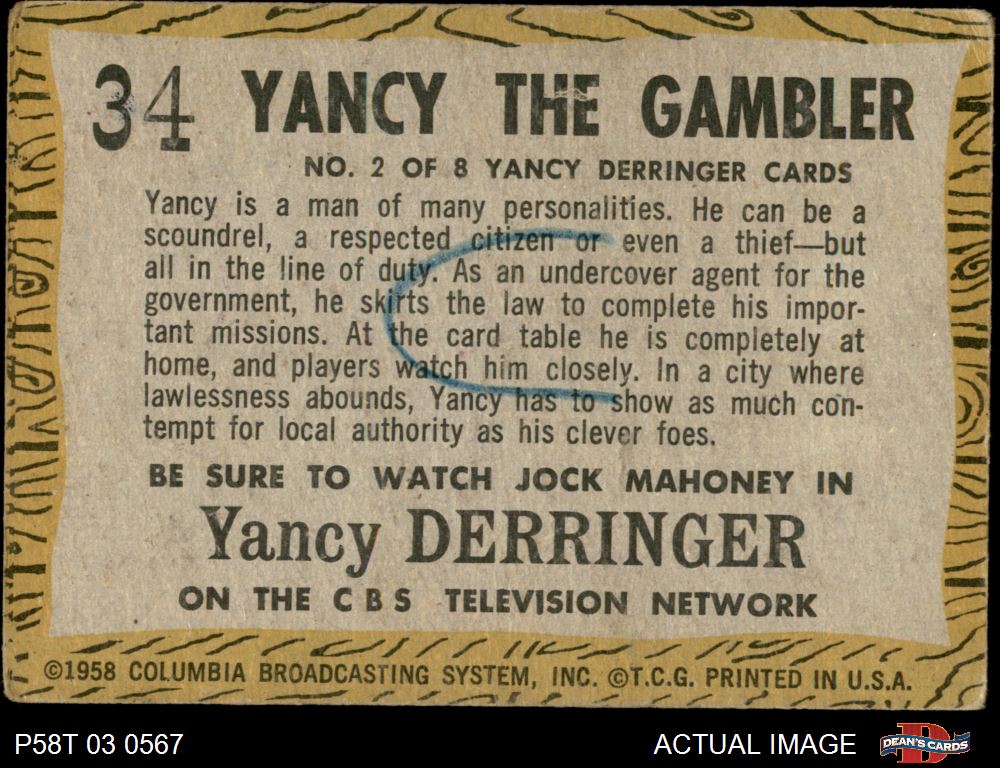 34 YANCY THE GAMBLER
NO. 2 OF 8 YANCY DERRINGER CARDS
Yancy is a man of many personalities. He can be a
scoundrel, a respected citizen or even a thief—but
all in the line of duty. As an undercover agent for the
government, he skirts the law to complete his impor-
tant missions. At the card table he is completely at
home, and players watch him closely. In a city where
lawlessness abounds, Yancy has to show as much con-
tempt for local authority as his clever foes.
BE SURE TO WATCH JOCK MAHONEY IN
Yancy DERRINGER
ON THE CBS TELEVISION NETWORK
©1958 COLUMBIA BROADCASTING SYSTEM, INC. ©T.C.G. PRINTED IN U.S.A.
P58T 03 0567
ACTUAL IMAGE
D DEAN'S CARDS